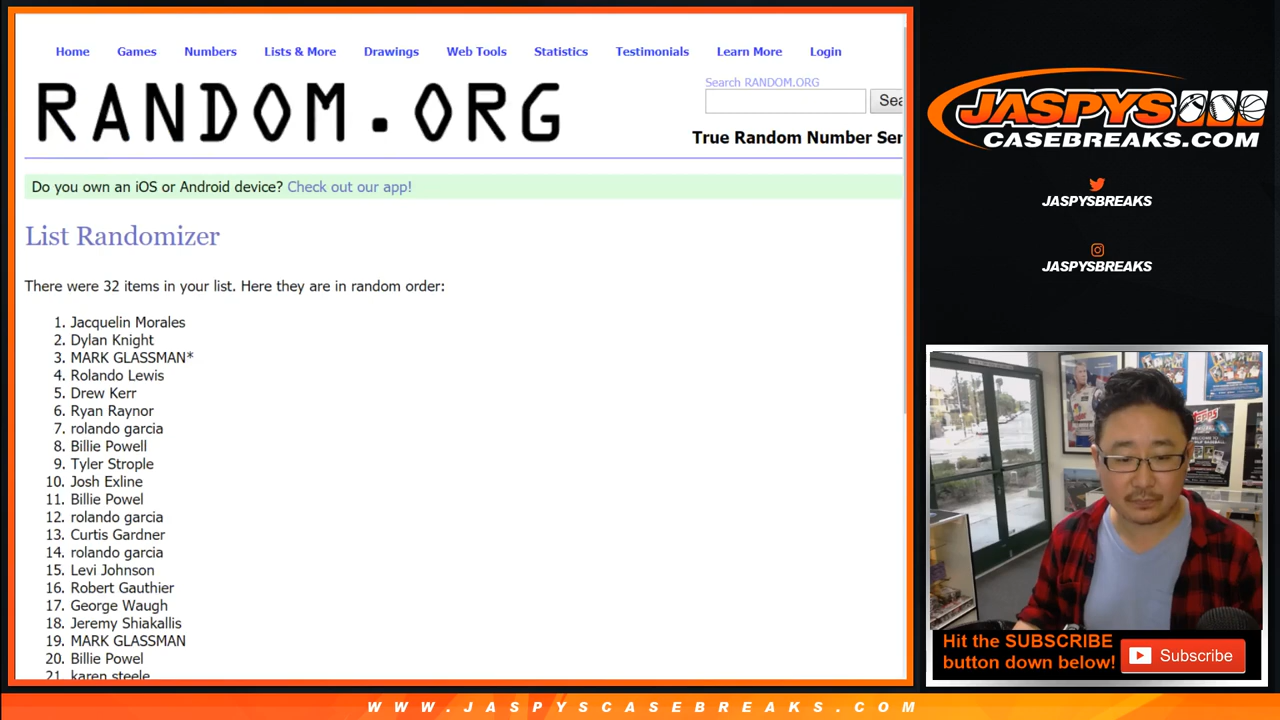 Home Games Numbers Lists & More Drawings Web Tools Statistics Testimonials Learn More Login
RANDOM.ORG
Search RANDOM.ORG
Sea
True Random Number Ser
Do you own an iOS or Android device? Check out our app!
List Randomizer
There were 32 items in your list. Here they are in random order:
1. Jacquelin Morales
2. Dylan Knight
3. MARK GLASSMAN*
4. Rolando Lewis
5. Drew Kerr
6. Ryan Raynor
7. rolando garcia
8. Billie Powell
9. Tyler Strople
10. Josh Exline
11. Billie Powel
12. rolando garcia
13. Curtis Gardner
14. rolando garcia
15. Levi Johnson
16. Robert Gauthier
17. George Waugh
18. Jeremy Shiakallis
19. MARK GLASSMAN
20. Billie Powel
21. karen steele
JASPYS
CASEBREAKS.COM
JASPYSBREAKS
JASPYSBREAKS
TOPPS
Hit the SUBSCRIBE
button down below!
Subscribe
WWW.JASPYSCASEBREAKS.COM